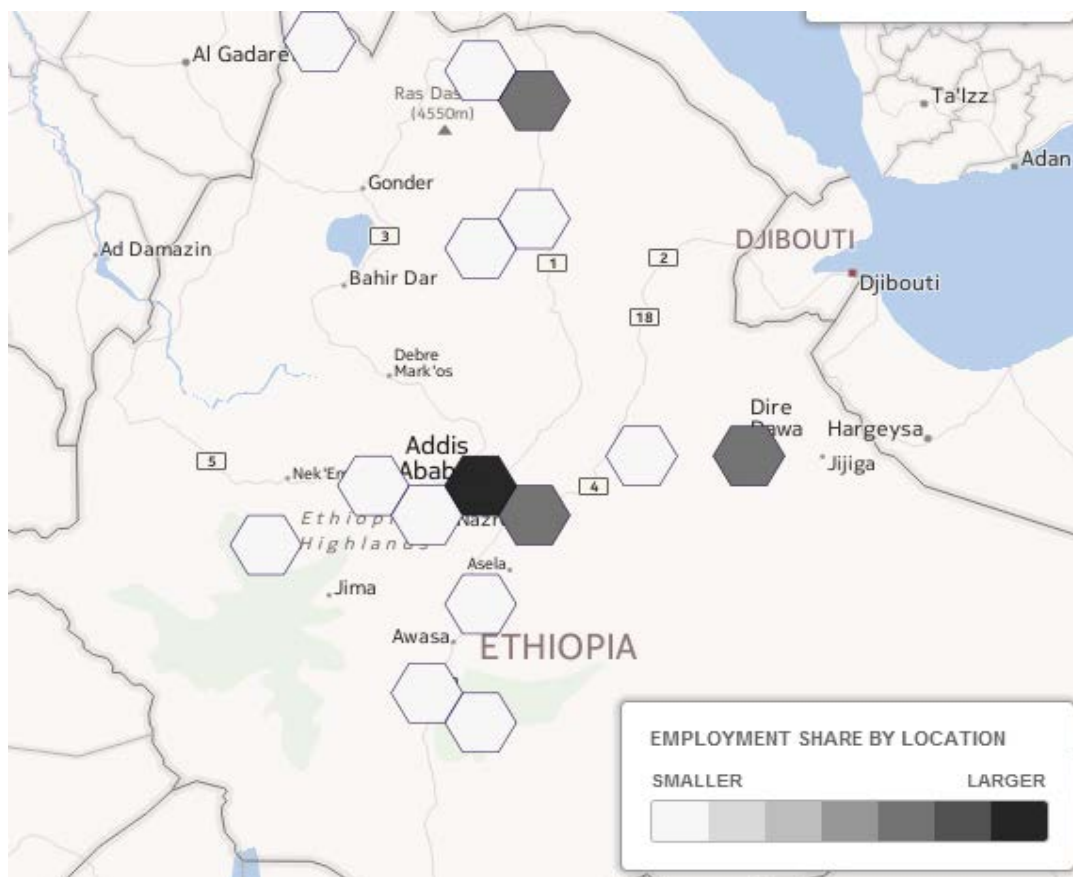 Al Gadare
Ras Das
(4550m)
Ta'Izz
Adan
Gonder
3
Ad Damazin
DJIBOUTI
2
1
Bahir Dar
Djibouti
18
Debre
Mark'os
Dire
Dawa
Hargeysa
Addis
Abab
5
Jijiga
Nek'Em
4
Ethiopi
Nazr
Highlands
Asela
Jima
Awasa
ETHIOPIA
EMPLOYMENT SHARE BY LOCATION
SMALLER
LARGER